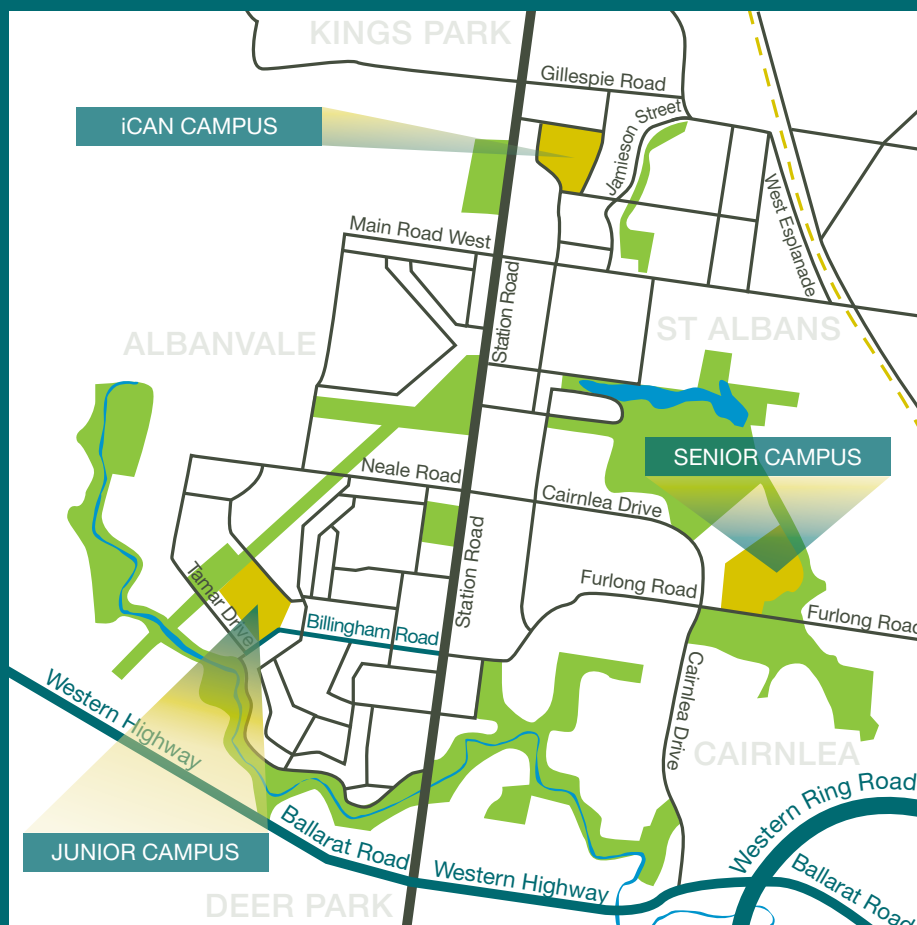 KINGS PARK
Gillespie Road
iCAN CAMPUS
Jamieson Street
West Esplanade
Main Road West
Station Road
ALBANVALE
ST ALBANS
SENIOR CAMPUS
Neale Road
Cairnlea Drive
Station Road
Furlong Road
Tamar Drive
Billingham Road
Furlong Road
Western Highway
Cairnlea Drive
CAIRNLEA
Western Ring Road
JUNIOR CAMPUS
Ballarat Road
Western Highway
Ballarat Road
DEER PARK